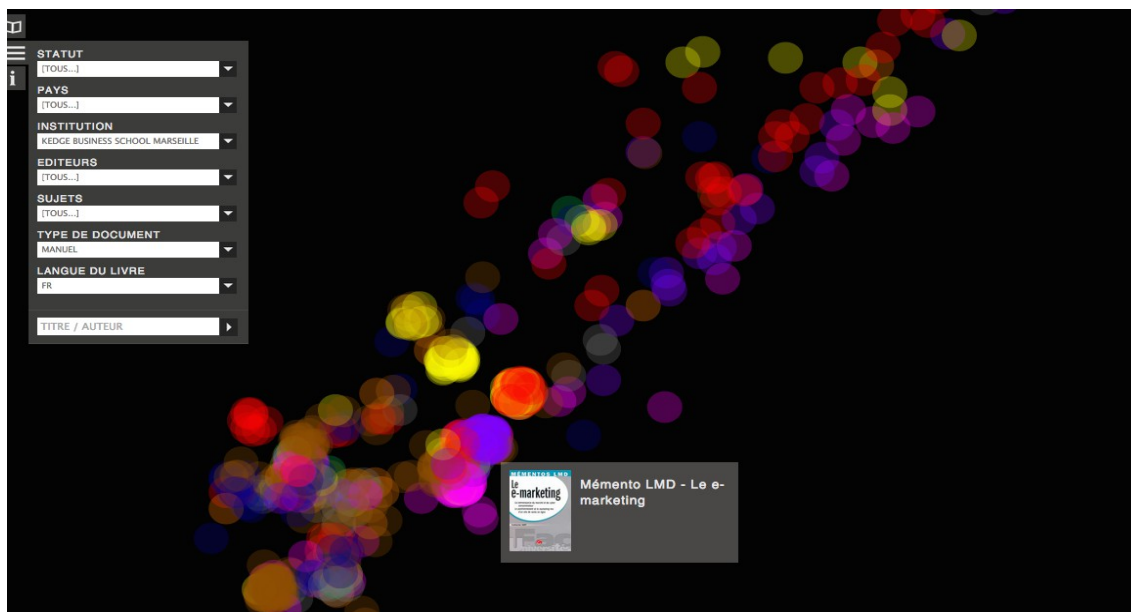 i
STATUT
[TOUS...]
PAYS
[TOUS...]
INSTITUTION
KEDGE BUSINESS SCHOOL MARSEILLE
EDITEURS
[TOUS...]
SUJETS
[TOUS...]
TYPE DE DOCUMENT
MANUEL
LANGUE DU LIVRE
FR
TITRE / AUTEUR
MÉMENTOS LMD
Le
e-marketing
Mémento LMD - Le e-
marketing